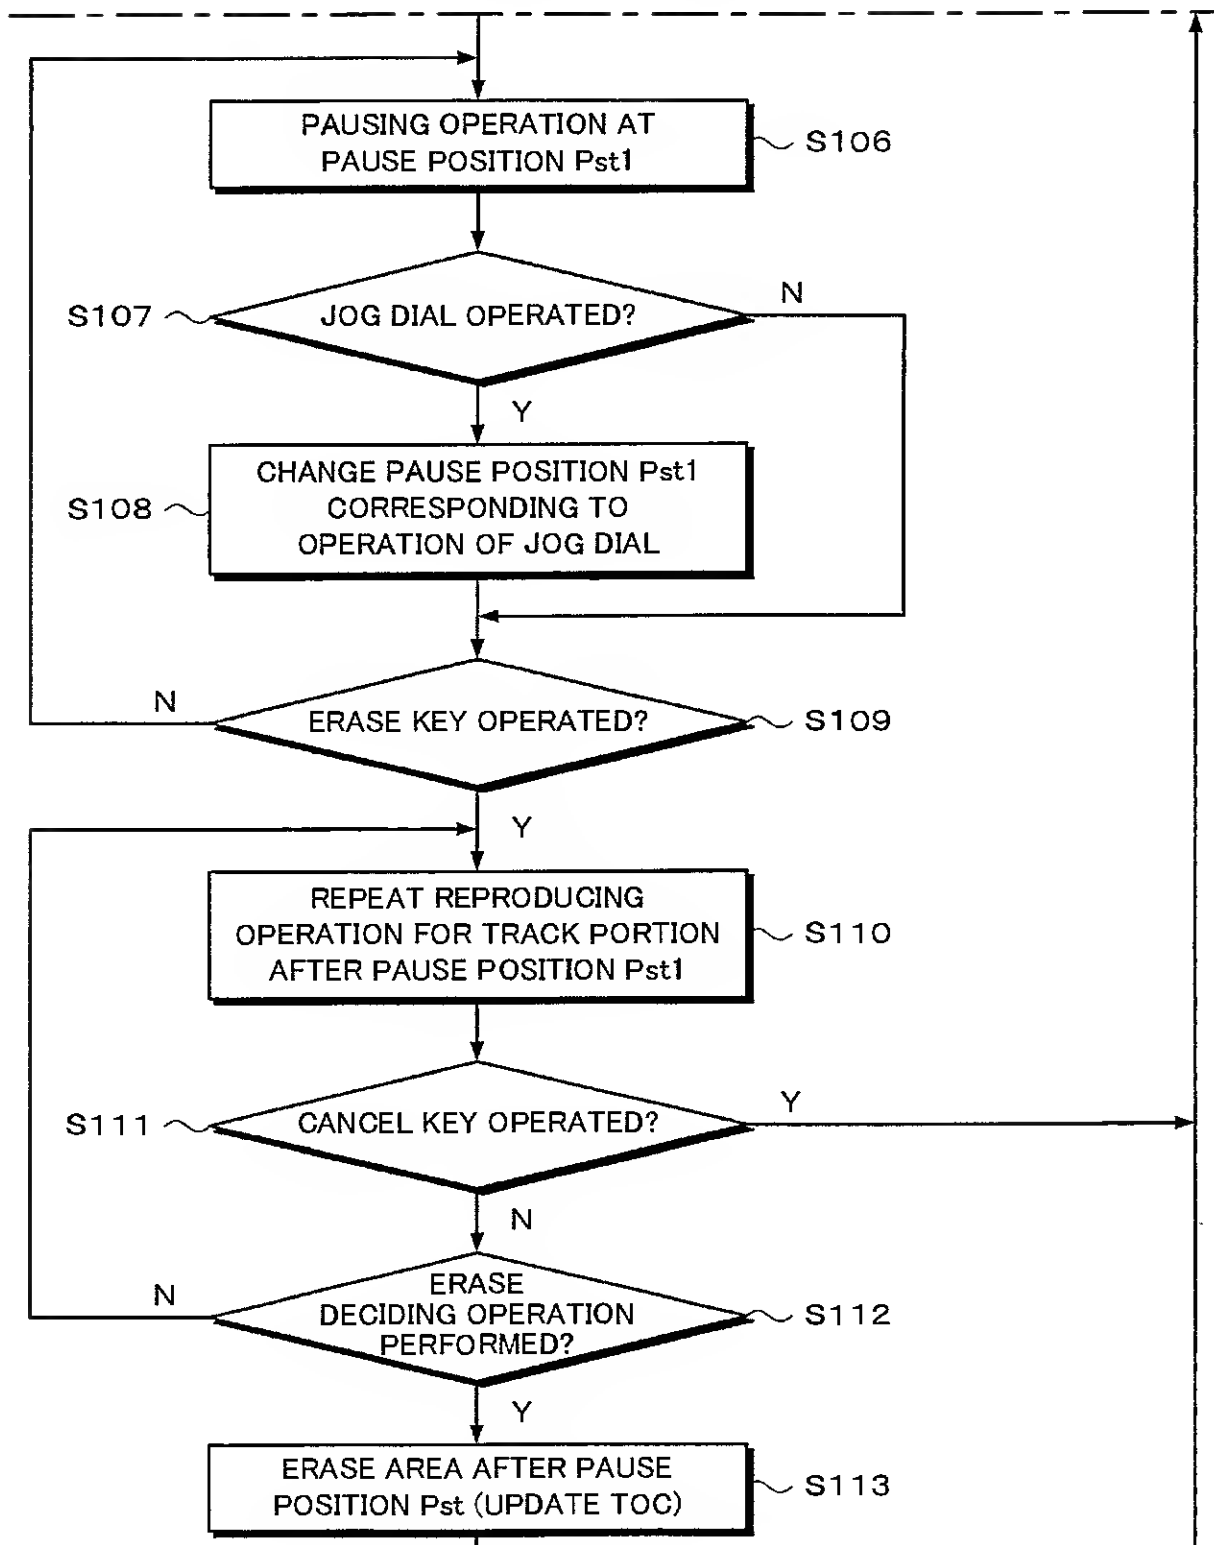 PAUSING OPERATION AT
PAUSE POSITION Pst1
S106
S107
JOG DIAL OPERATED?
N
Y
S108
CHANGE PAUSE POSITION Pst1
CORRESPONDING TO
OPERATION OF JOG DIAL
N
ERASE KEY OPERATED?
S109
Y
REPEAT REPRODUCING
OPERATION FOR TRACK PORTION
AFTER PAUSE POSITION Pst1
S110
S111
CANCEL KEY OPERATED?
Y
N
N
ERASE
DECIDING OPERATION
PERFORMED?
S112
Y
ERASE AREA AFTER PAUSE
POSITION Pst (UPDATE TOC)
S113